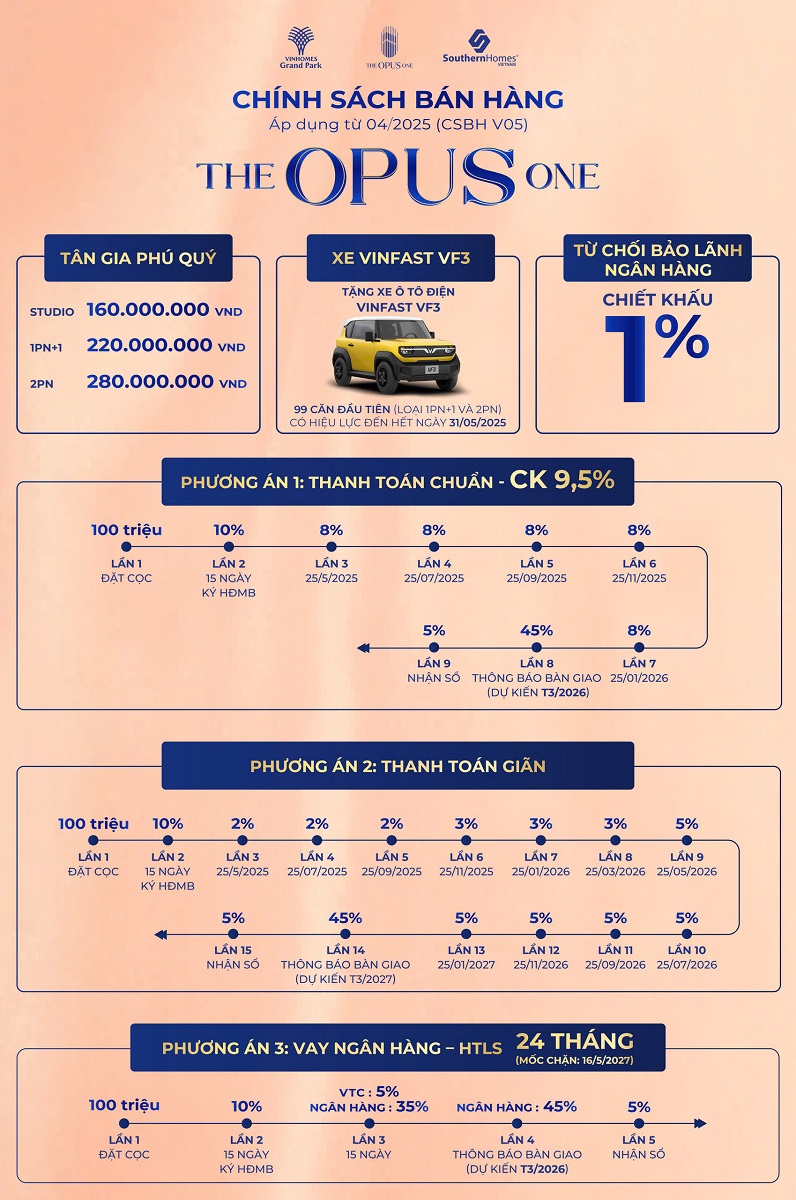 VINHOMES
Grand Park
THE OPUS ONE
SouthernHomes
VIETNAM
CHÍNH SÁCH BÁN HÀNG
Áp dụng từ 04/2025 (CSBH V05)
THE OPUS ONE
TÂN GIA PHÚ QUÝ
STUDIO 160.000.000 VND
1PN+1 220.000.000 VND
2PN 280.000.000 VND
XE VINFAST VF3
TẶNG XE Ô TÔ ĐIỆN
VINFAST VF3
VF3
99 CĂN ĐẦU TIÊN (LOẠI 1PN+1 VÀ 2PN)
CÓ HIỆU LỰC ĐẾN HẾT NGÀY 31/05/2025
TỪ CHỐI BẢO LÃNH
NGÂN HÀNG
CHIẾT KHẤU
1%
PHƯƠNG ÁN 1: THANH TOÁN CHUẨN - CK 9,5%
100 triệu 10% 8% 8% 8% 8%
LẦN 1 LẦN 2 LẦN 3 LẦN 4 LẦN 5 LẦN 6
ĐẶT CỌC 15 NGÀY 25/5/2025 25/07/2025 25/09/2025 25/11/2025
KÝ HĐMB
5% 45% 8%
LẦN 9 LẦN 8 LẦN 7
NHẬN SỔ THÔNG BÁO BÀN GIAO 25/01/2026
(DỰ KIẾN T3/2026)
PHƯƠNG ÁN 2: THANH TOÁN GIÃN
100 triệu 10% 2% 2% 2% 3% 3% 3% 5%
LẦN 1 LẦN 2 LẦN 3 LẦN 4 LẦN 5 LẦN 6 LẦN 7 LẦN 8 LẦN 9
ĐẶT CỌC 15 NGÀY 25/5/2025 25/07/2025 25/09/2025 25/11/2025 25/01/2026 25/03/2026 25/05/2026
KÝ HĐMB
5% 45% 5% 5% 5% 5%
LẦN 15 LẦN 14 LẦN 13 LẦN 12 LẦN 11 LẦN 10
NHẬN SỔ THÔNG BÁO BÀN GIAO 25/01/2027 25/11/2026 25/09/2026 25/07/2026
(DỰ KIẾN T3/2027)
PHƯƠNG ÁN 3: VAY NGÂN HÀNG – HTLS 24 THÁNG
(MỐC CHẶN: 16/5/2027)
VTC : 5%
100 triệu 10% NGÂN HÀNG : 35% NGÂN HÀNG : 45% 5%
LẦN 1 LẦN 2 LẦN 3 LẦN 4 LẦN 5
ĐẶT CỌC 15 NGÀY 15 NGÀY THÔNG BÁO BÀN GIAO NHẬN SỔ
KÝ HĐMB (DỰ KIẾN T3/2026)